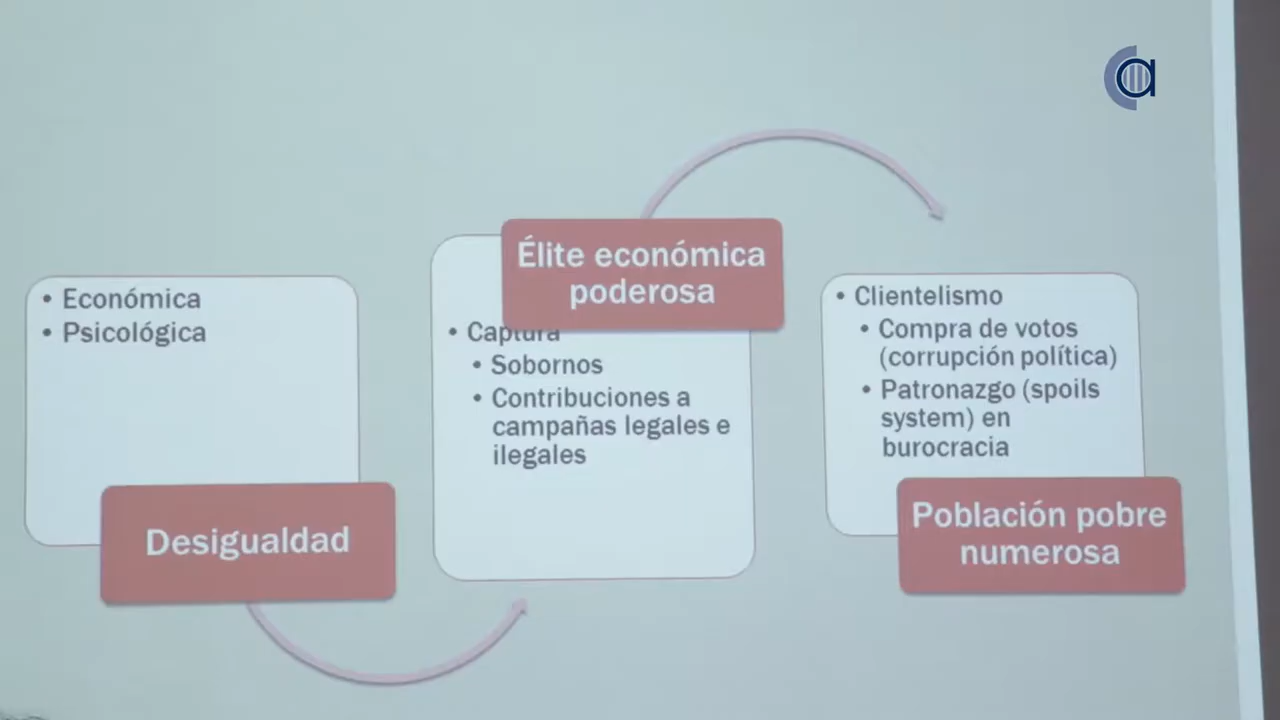 • Económica
• Psicológica
Desigualdad
Élite económica
poderosa
• Captura
• Sobornos
• Contribuciones a
campañas legales e
ilegales
• Clientelismo
• Compra de votos
(corrupción política)
• Patronazgo (spoils
system) en
burocracia
Población pobre
numerosa